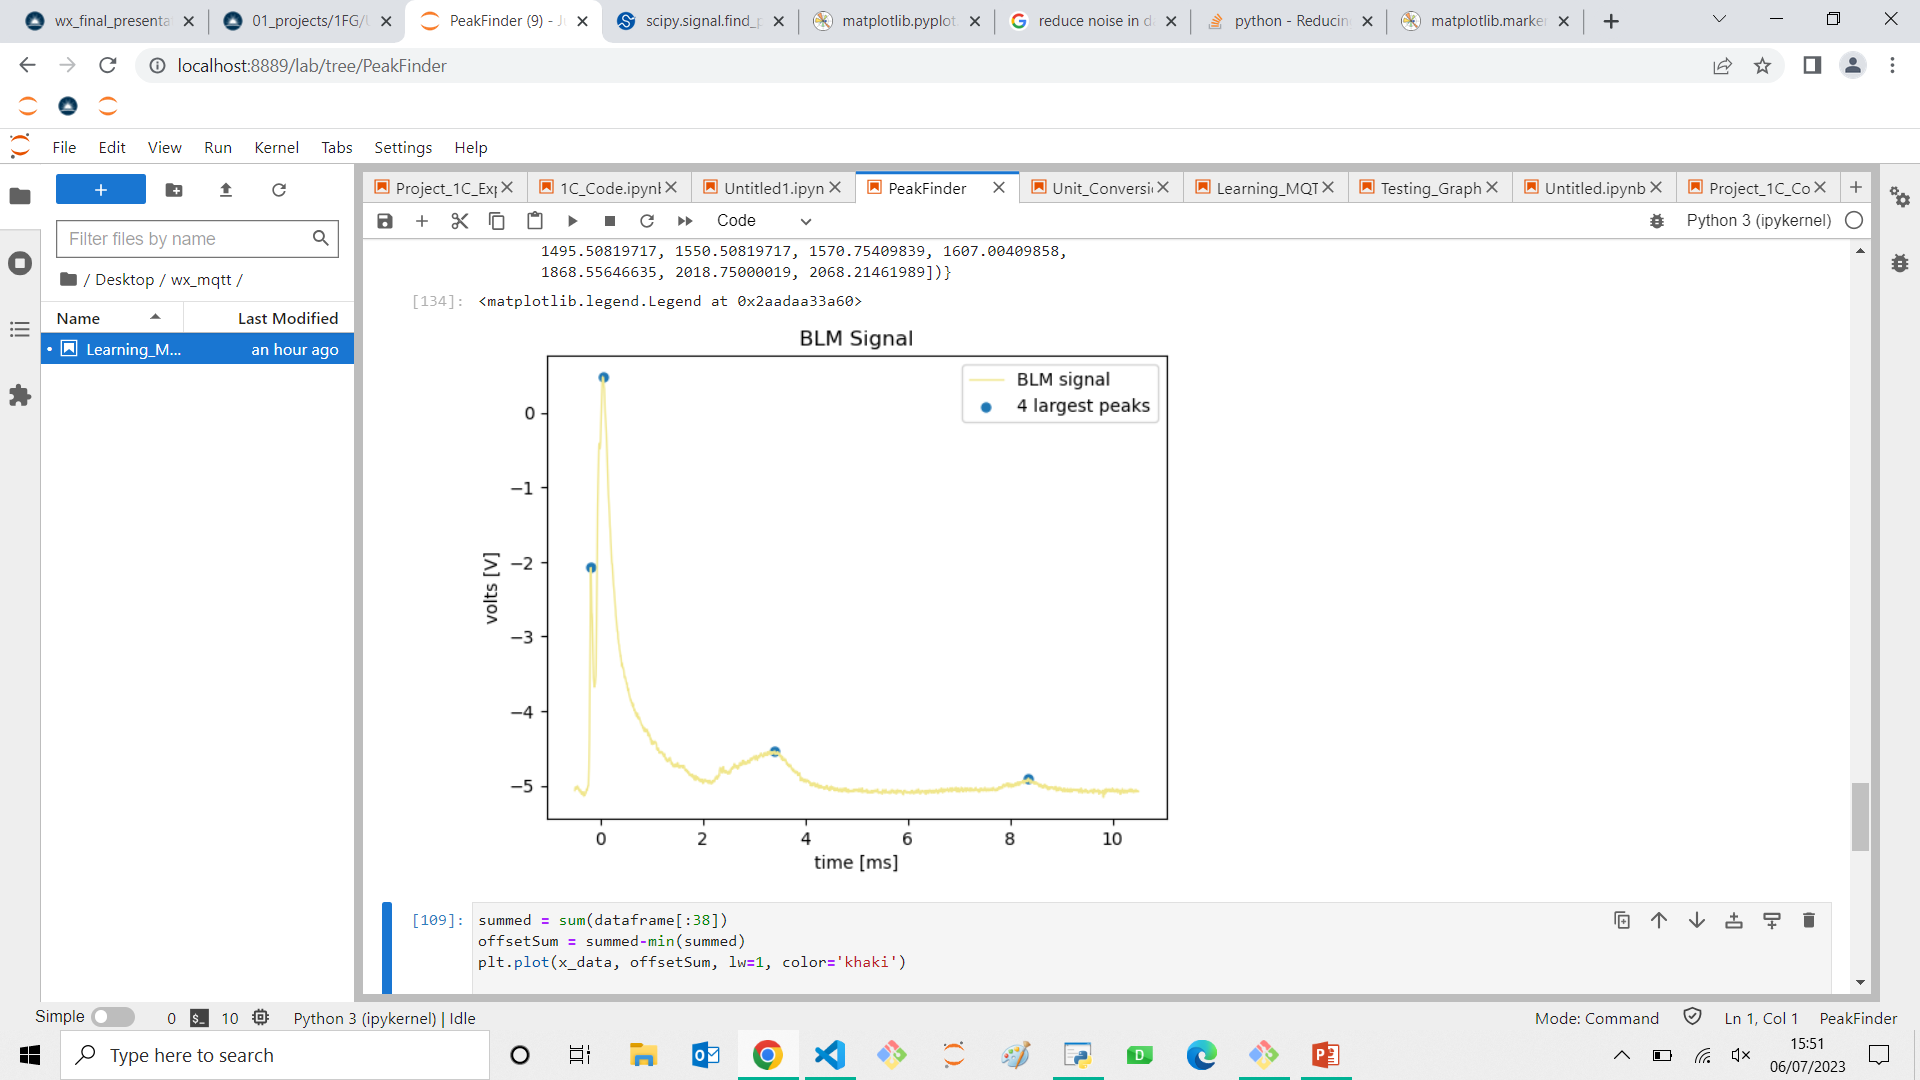 wx_final_presenta
01_projects/1FG/
PeakFinder (9) - J
scipy.signal.find_p
matplotlib.pyplot.
reduce noise in d
python - Reducin
matplotlib.marke
localhost:8889/lab/tree/PeakFinder
File Edit View Run Kernel Tabs Settings Help
Project_1C_Exp
1C_Code.ipynb
Untitled1.ipyn
PeakFinder
Unit_Conversi
Learning_MQT
Testing_Graph
Untitled.ipynb
Project_1C_Co
Code
Python 3 (ipykernel)
Filter files by name
/ Desktop / wx_mqtt /
Name Last Modified
Learning_M... an hour ago
1495.50819717, 1550.50819717, 1570.75409839, 1607.00409858,
1868.55646635, 2018.75000019, 2068.21461989])}
[134]: <matplotlib.legend.Legend at 0x2aadaa33a60>
BLM Signal
BLM signal
4 largest peaks
0
−1
−2
−3
−4
−5
volts [V]
0 2 4 6 8 10
time [ms]
[109]: summed = sum(dataframe[:38])
offsetSum = summed-min(summed)
plt.plot(x_data, offsetSum, lw=1, color='khaki')
Simple 0 $_ 10 Python 3 (ipykernel) | Idle
Mode: Command Ln 1, Col 1 PeakFinder
Type here to search
15:51
06/07/2023